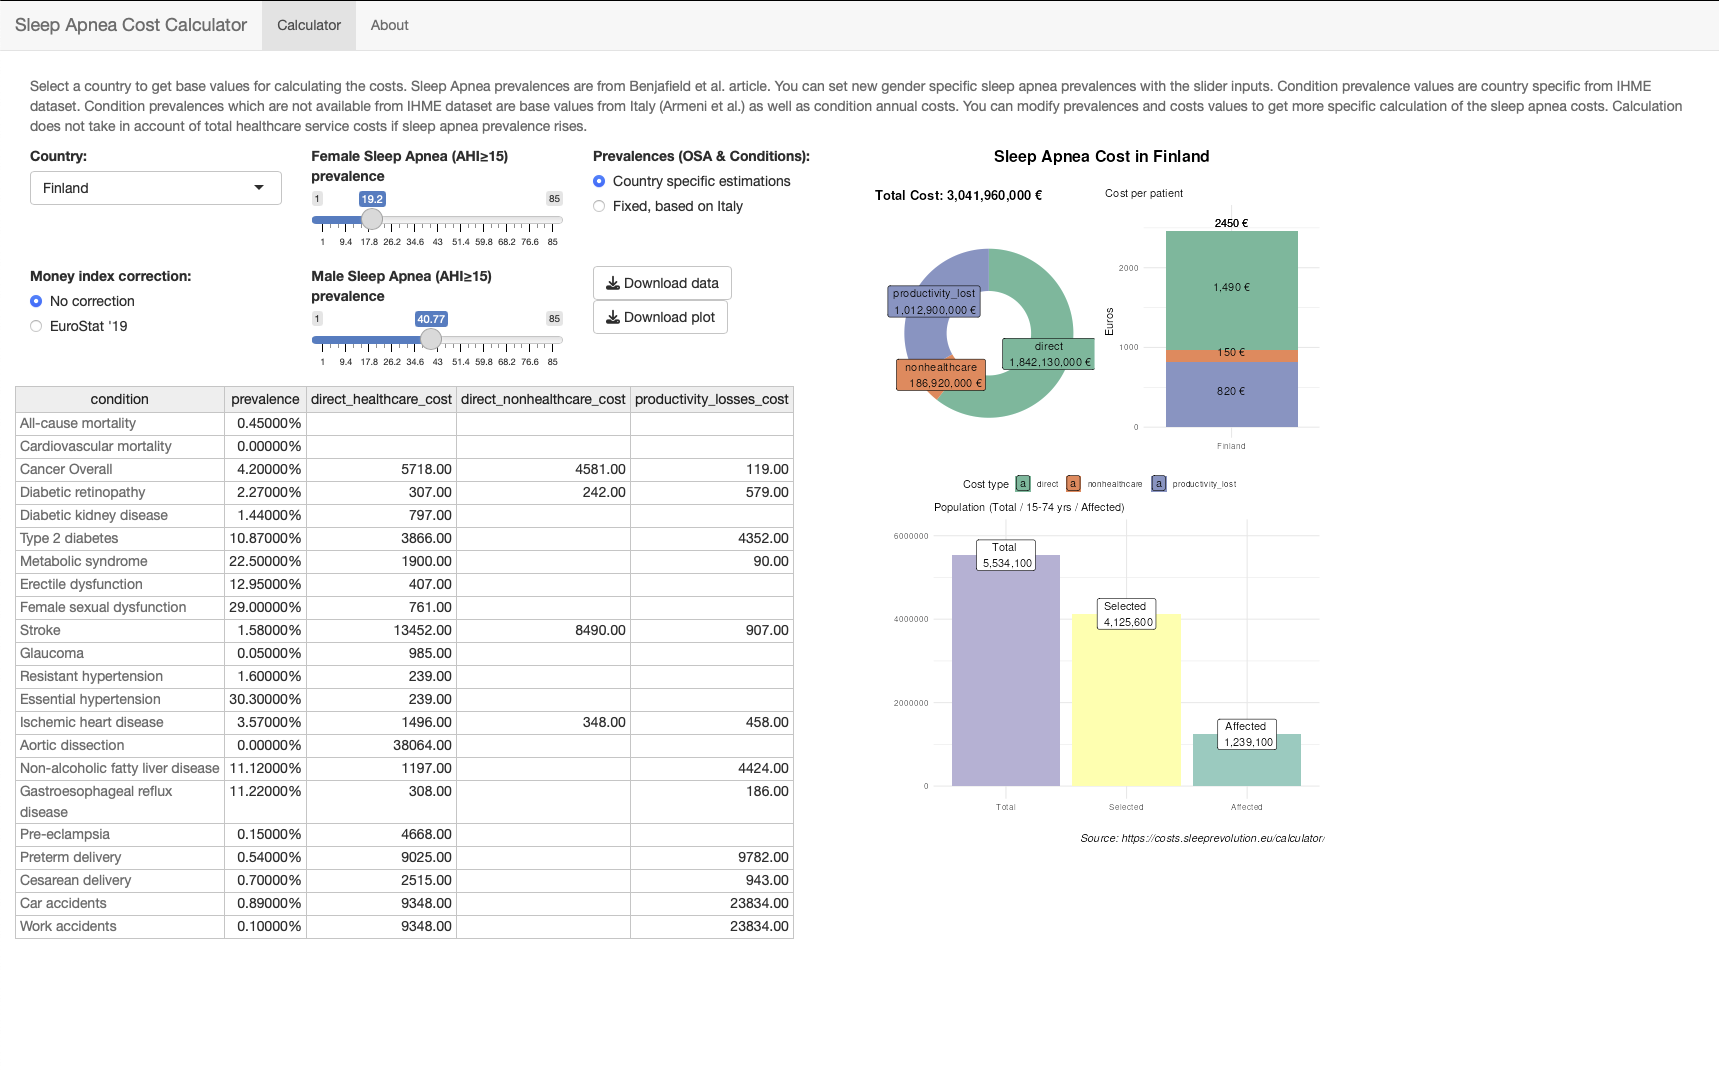 Sleep Apnea Cost Calculator
Calculator
About
Select a country to get base values for calculating the costs. Sleep Apnea prevalences are from Benjafield et al. article. You can set new gender specific sleep apnea prevalences with the slider inputs. Condition prevalence values are country specific from IHME
dataset. Condition prevalences which are not available from IHME dataset are base values from Italy (Armeni et al.) as well as condition annual costs. You can modify prevalences and costs values to get more specific calculation of the sleep apnea costs. Calculation
does not take in account of total healthcare service costs if sleep apnea prevalence rises.
Country:
Finland
Money index correction:
No correction
EuroStat '19
Female Sleep Apnea (AHI≥15)
prevalence
1 19.2 85
1 9.4 17.8 26.2 34.6 43 51.4 59.8 68.2 76.6 85
Male Sleep Apnea (AHI≥15)
prevalence
1 40.77 85
1 9.4 17.8 26.2 34.6 43 51.4 59.8 68.2 76.6 85
Prevalences (OSA & Conditions):
Country specific estimations
Fixed, based on Italy
Download data
Download plot
condition prevalence direct_healthcare_cost direct_nonhealthcare_cost productivity_losses_cost
All-cause mortality 0.45000%
Cardiovascular mortality 0.00000%
Cancer Overall 4.20000% 5718.00 4581.00 119.00
Diabetic retinopathy 2.27000% 307.00 242.00 579.00
Diabetic kidney disease 1.44000% 797.00
Type 2 diabetes 10.87000% 3866.00 4352.00
Metabolic syndrome 22.50000% 1900.00 90.00
Erectile dysfunction 12.95000% 407.00
Female sexual dysfunction 29.00000% 761.00
Stroke 1.58000% 13452.00 8490.00 907.00
Glaucoma 0.05000% 985.00
Resistant hypertension 1.60000% 239.00
Essential hypertension 30.30000% 239.00
Ischemic heart disease 3.57000% 1496.00 348.00 458.00
Aortic dissection 0.00000% 38064.00
Non-alcoholic fatty liver disease 11.12000% 1197.00 4424.00
Gastroesophageal reflux 11.22000% 308.00 186.00
disease
Pre-eclampsia 0.15000% 4668.00
Preterm delivery 0.54000% 9025.00 9782.00
Cesarean delivery 0.70000% 2515.00 943.00
Car accidents 0.89000% 9348.00 23834.00
Work accidents 0.10000% 9348.00 23834.00
Sleep Apnea Cost in Finland
Total Cost: 3,041,960,000 €
productivity_lost
1,012,900,000 €
direct
1,842,130,000 €
nonhealthcare
186,920,000 €
Cost per patient
2450 €
2000
1,490 €
Euros
1000
150 €
820 €
0
Finland
Cost type a direct a nonhealthcare a productivity_lost
Population (Total / 15-74 yrs / Affected)
6000000
Total
5,534,100
Selected
4,125,600
4000000
2000000
Affected
1,239,100
0
Total Selected Affected
Source: https://costs.sleeprevolution.eu/calculator/